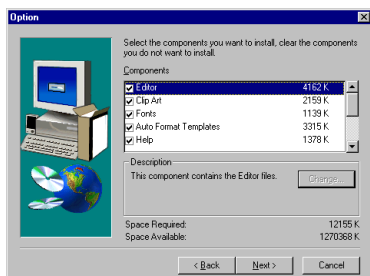 Option
Select the components you want to install, clear the components
you do not want to install.
Components
Editor 4162 K
Clip Art 2159 K
Fonts 1139 K
Auto Format Templates 3315 K
Help 1378 K
Description
This component contains the Editor files.
Change...
Space Required: 12155 K
Space Available: 1270368 K
< Back Next > Cancel